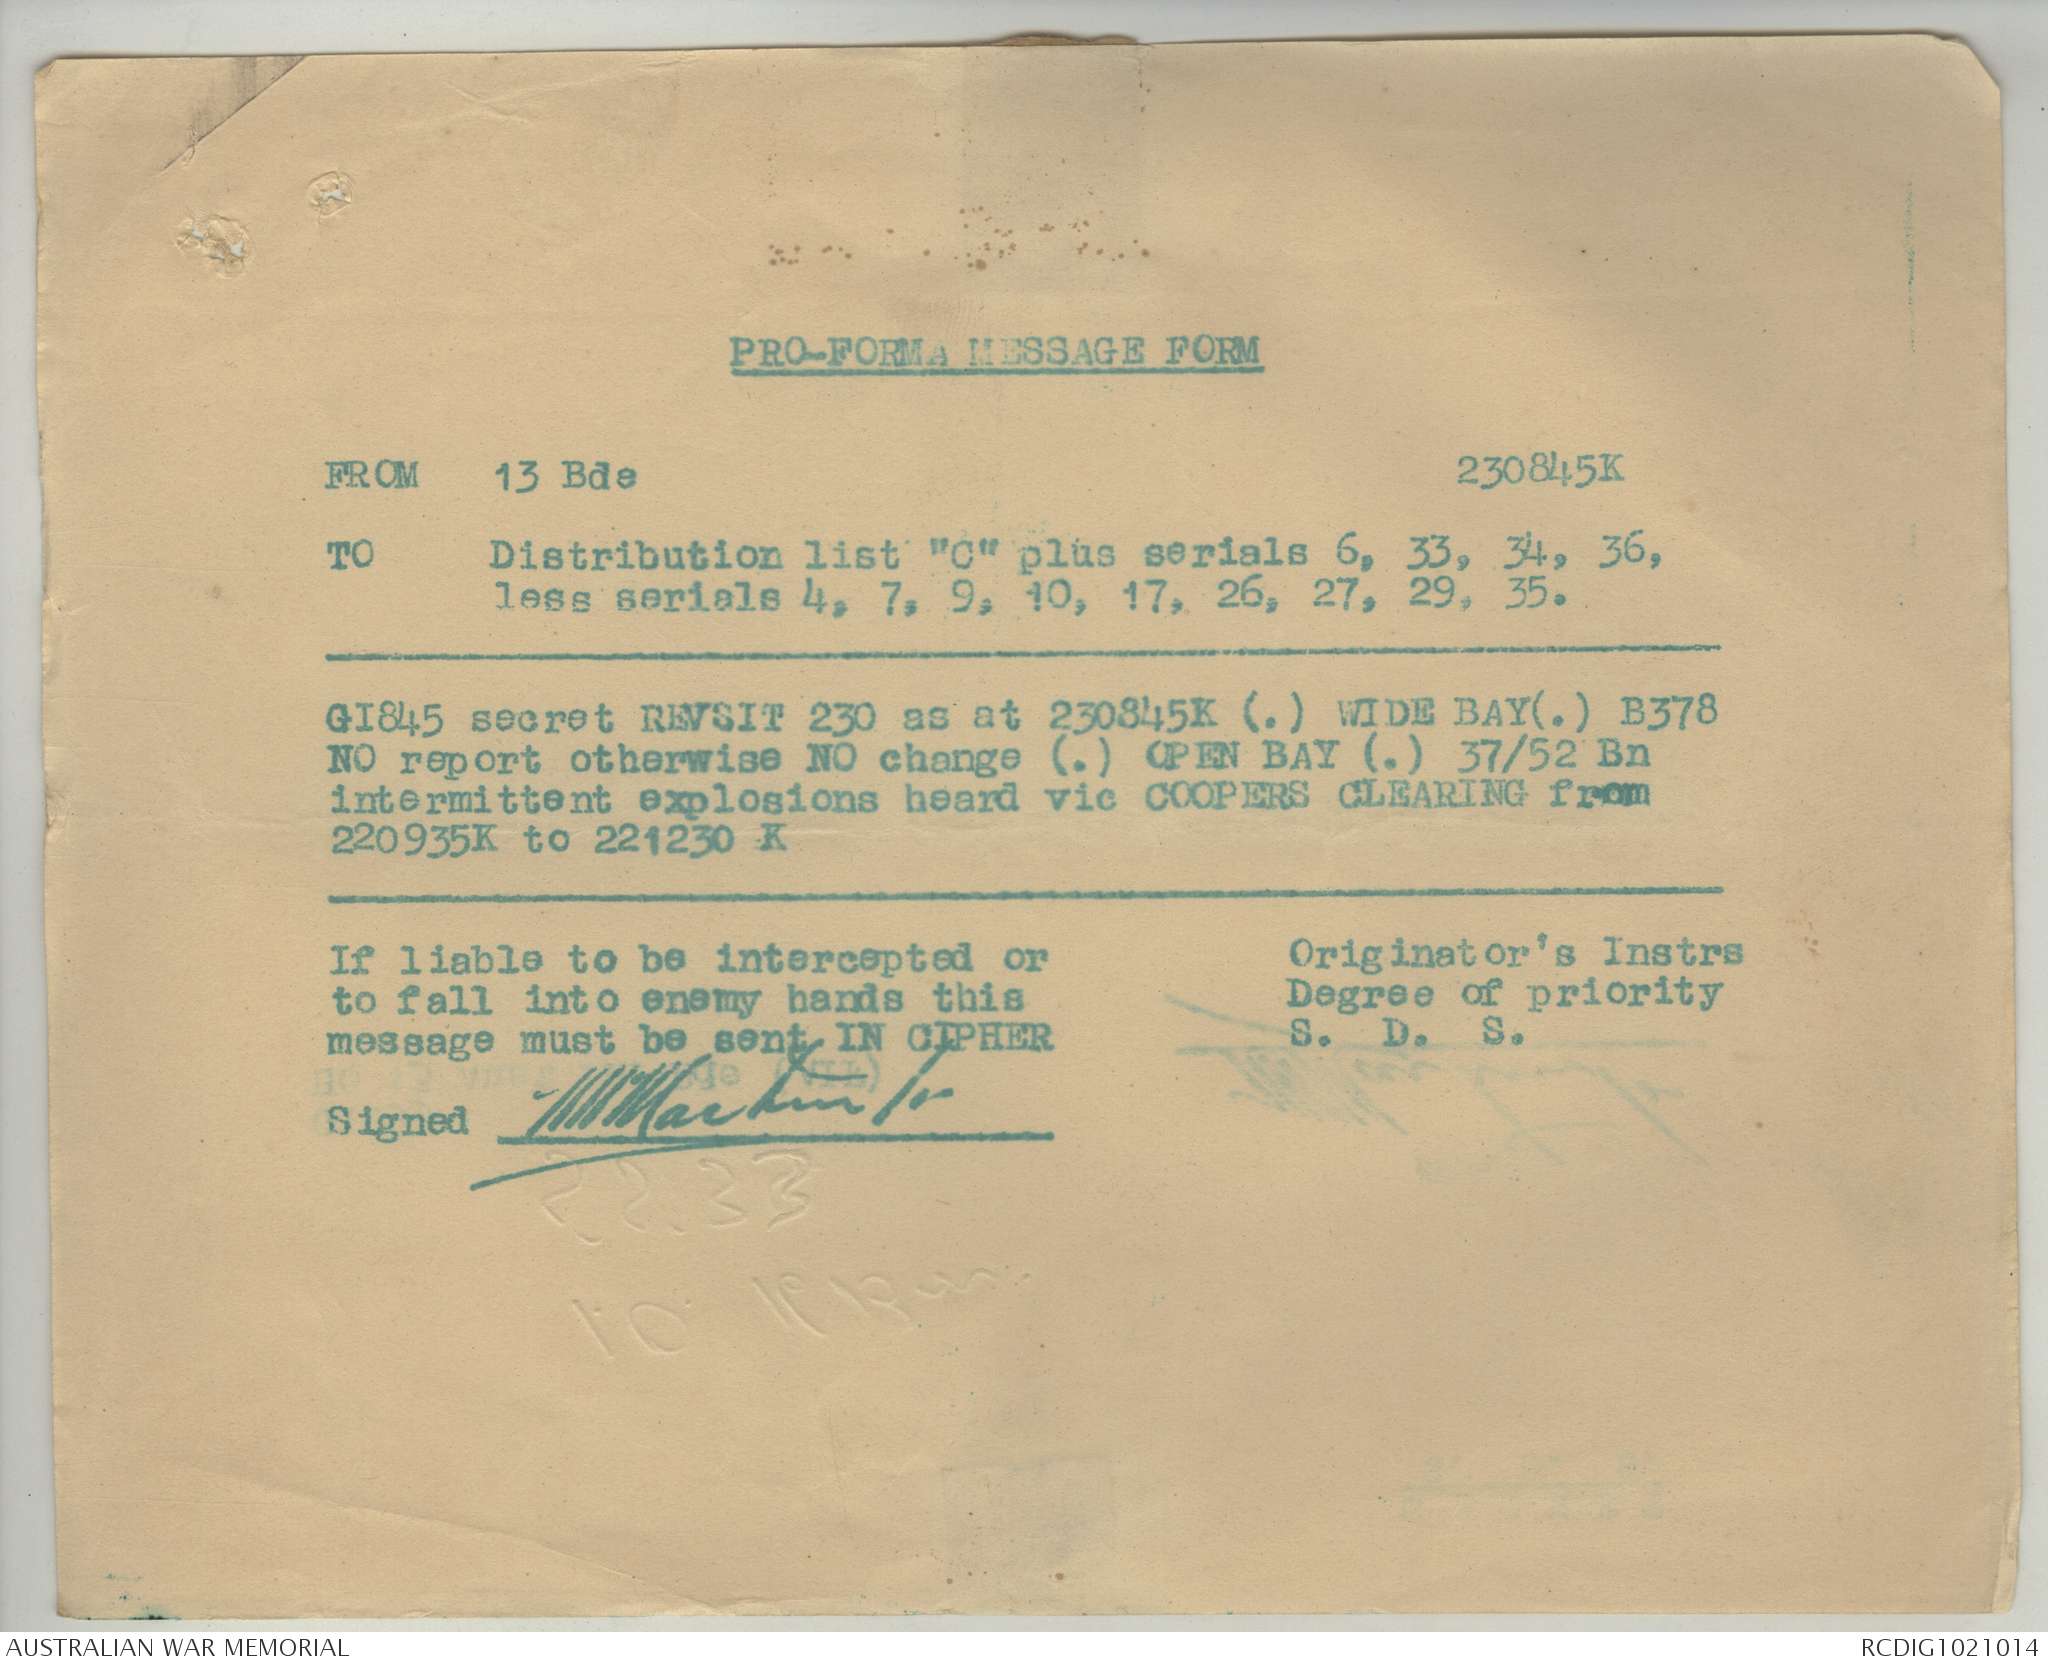 PRO-FORMA MESSAGE FORM
FROM 13 Bde 230845K
TO Distribution list "C" plus serials 6, 33, 34, 36,
less serials 4, 7, 9, 10, 17, 26, 27, 29, 35.
GI845 secret REVSIT 230 as at 230845K (.) WIDE BAY(.) B378
NO report otherwise NO change (.) OPEN BAY (.) 37/52 Bn
intermittent explosions heard vic COOPERS CLEARING from
220935K to 221230 K
If liable to be intercepted or
to fall into enemy hands this
message must be sent IN CIPHER
Signed
Originator's Instrs
Degree of priority
S. D. S.
AUSTRALIAN WAR MEMORIAL
RCDIG1021014